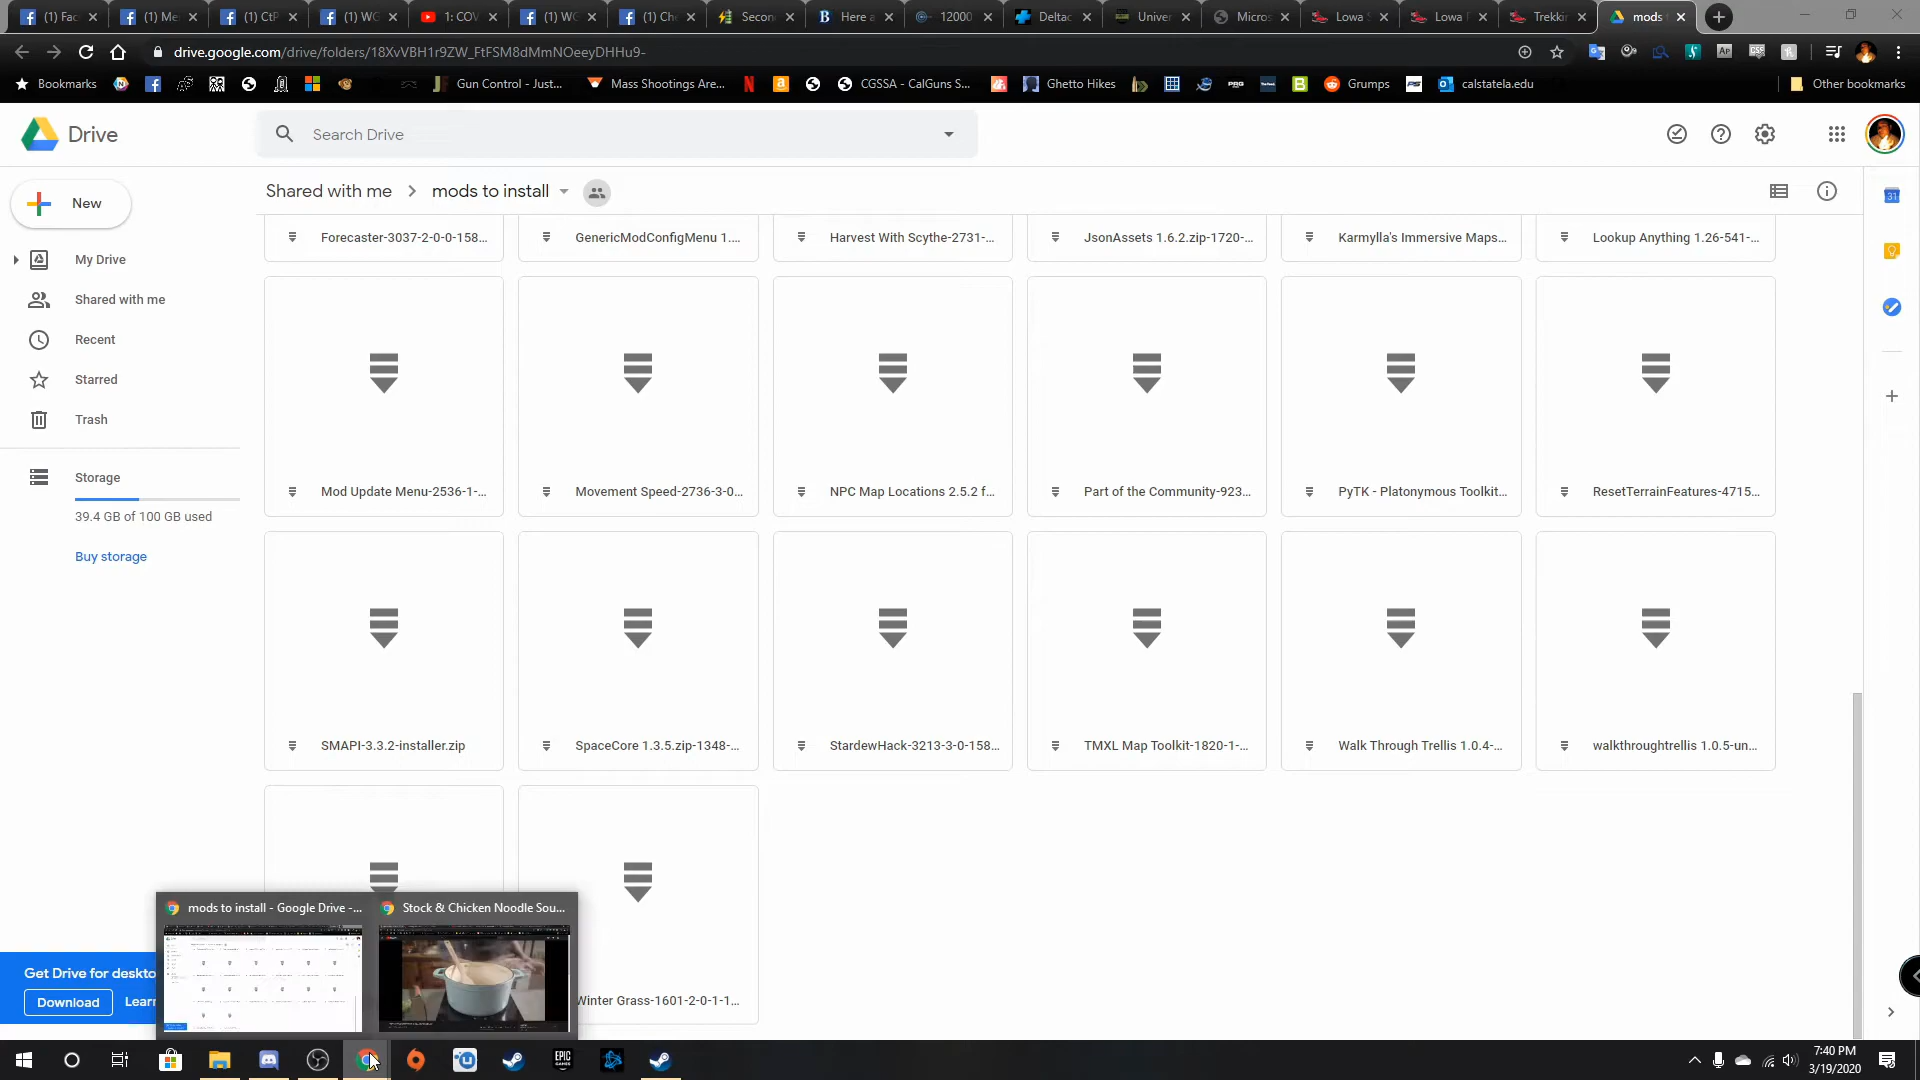 (1) Fac
(1) Me
(1) CtP
(1) WG
1: COV
(1) WG
(1) Ch
Secon
Here a
12000
Deltac
Univer
Micros
Lowa S
Lowa
Trekkin
mods
drive.google.com/drive/folders/18XvVBH1r9ZW_FtFSM8dMmNOeeyDHHu9-
Bookmarks
Gun Control - Just...
Mass Shootings Are...
CGSSA - CalGuns S...
Ghetto Hikes
Grumps
calstatela.edu
Other bookmarks
Drive
Search Drive
New
Shared with me > mods to install
My Drive
Shared with me
Recent
Starred
Trash
Storage
39.4 GB of 100 GB used
Buy storage
Forecaster-3037-2-0-0-158...
GenericModConfigMenu 1....
Harvest With Scythe-2731-...
JsonAssets 1.6.2.zip-1720-...
Karmylla's Immersive Maps...
Lookup Anything 1.26-541-...
Mod Update Menu-2536-1-...
Movement Speed-2736-3-0...
NPC Map Locations 2.5.2 f...
Part of the Community-923...
PyTK - Platonymous Toolkit...
ResetTerrainFeatures-4715...
SMAPI-3.3.2-installer.zip
SpaceCore 1.3.5.zip-1348-...
StardewHack-3213-3-0-158...
TMXL Map Toolkit-1820-1-...
Walk Through Trellis 1.0.4-...
walkthroughtrellis 1.0.5-un...
Winter Grass-1601-2-0-1-1...
mods to install - Google Drive -...
Stock & Chicken Noodle Sou...
Get Drive for deskto
Download
Learn
31
EPIC
GAMES
7:40 PM
3/19/2020